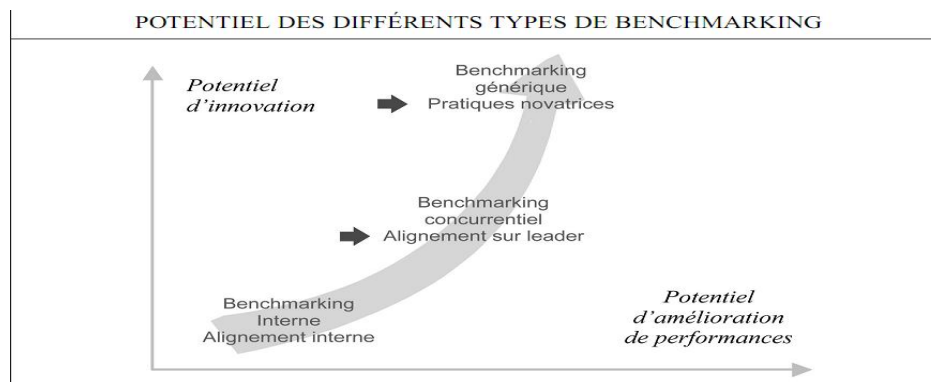 POTENTIEL DES DIFFÉRENTS TYPES DE BENCHMARKING
Potentiel
d'innovation
Benchmarking
générique
Pratiques novatrices
Benchmarking
concurrentiel
Alignement sur leader
Benchmarking
Interne
Alignement interne
Potentiel
d'amélioration
de performances